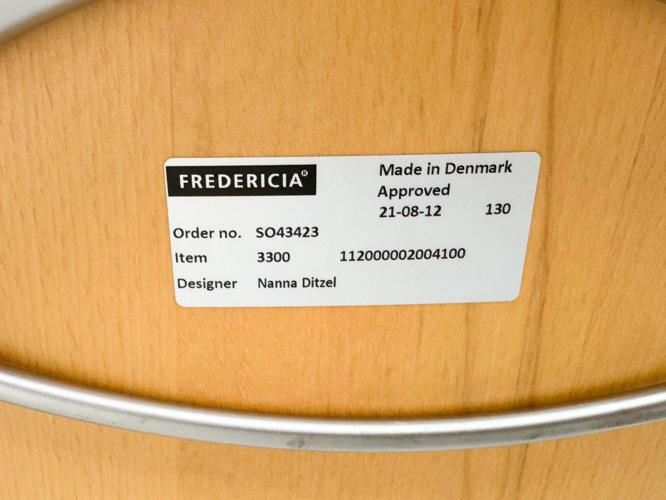 FREDERICIA®
Made in Denmark
Approved
21-08-12 130
Order no. SO43423
Item 3300 112000002004100
Designer Nanna Ditzel